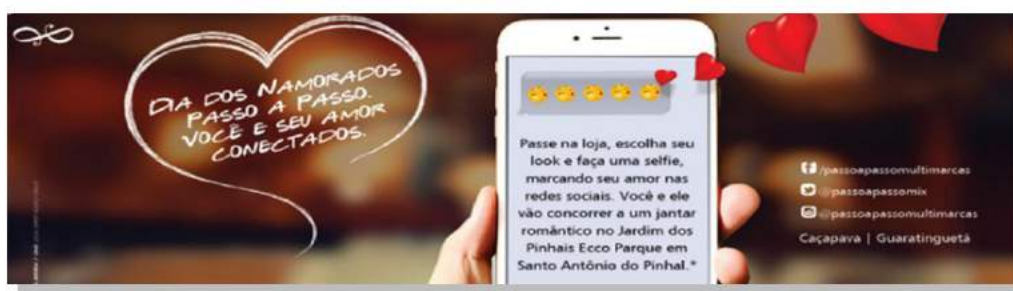 DIA DOS NAMORADOS
PASSO A PASSO.
VOCÊ E SEU AMOR
CONECTADOS.
Passe na loja, escolha seu
look e faça uma selfie,
marcando seu amor nas
redes sociais. Você e ele
vão concorrer a um jantar
romântico no Jardim dos
Pinhais Ecco Parque em
Santo Antônio do Pinhal.*
/passoapassomultimarcas
@passoapassomix
@passoapassomultimarcas
Caçapava | Guaratinguetá